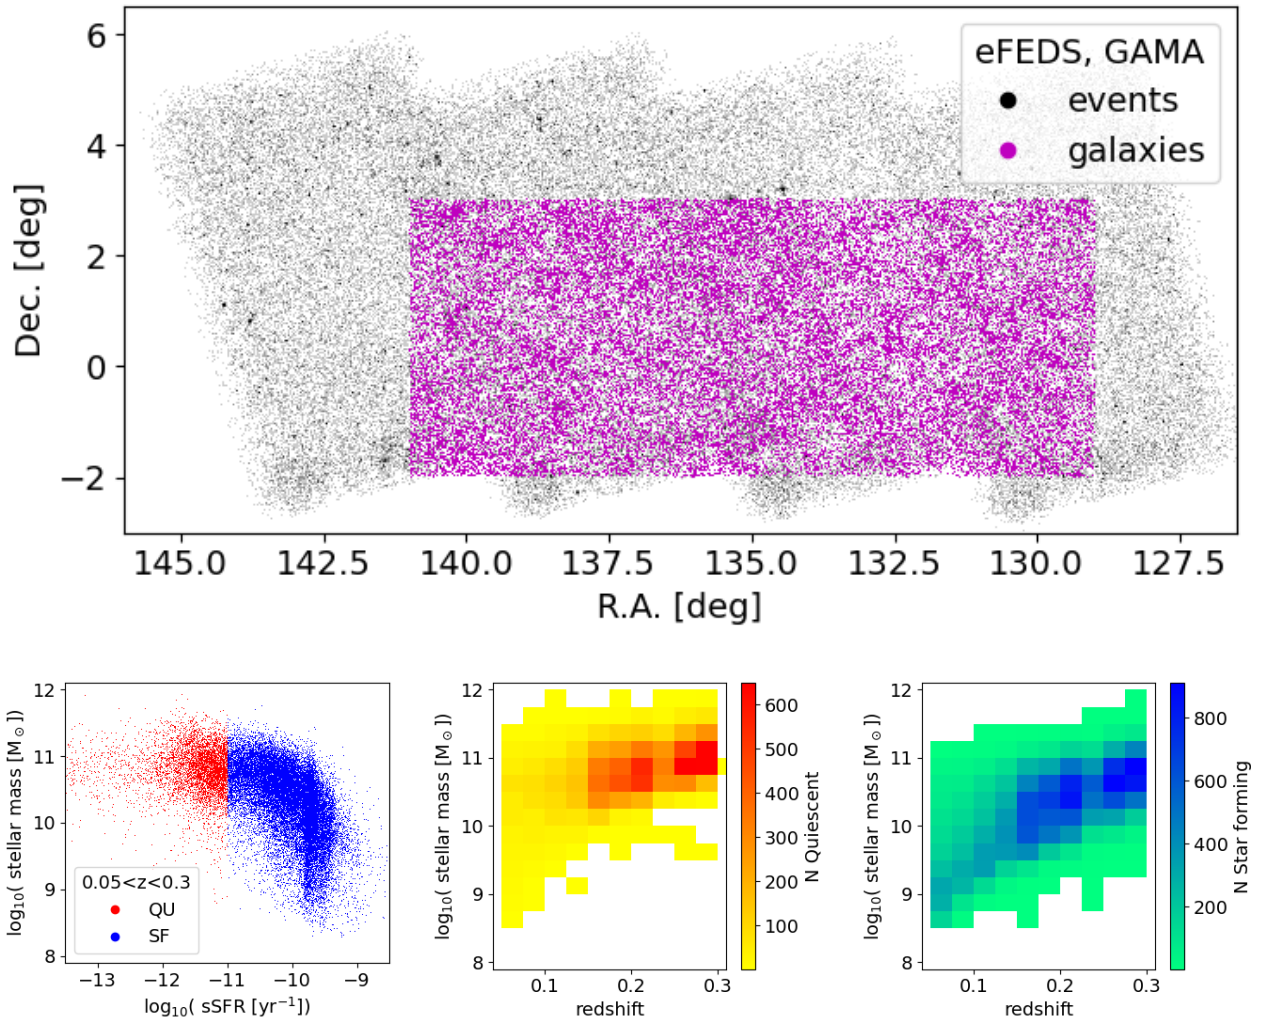 eFEDS, GAMA
events
galaxies
6
4
2
0
−2
Dec. [deg]
145.0 142.5 140.0 137.5 135.0 132.5 130.0 127.5
R.A. [deg]
12
11
10
9
8
log₁₀( stellar mass [M⊙])
0.05<z<0.3
QU
SF
−13 −12 −11 −10 −9
log₁₀( sSFR [yr⁻¹])
12
11
10
9
8
log₁₀( stellar mass [M⊙])
0.1 0.2 0.3
redshift
600
500
400
300
200
100
N Quiescent
12
11
10
9
8
log₁₀( stellar mass [M⊙])
0.1 0.2 0.3
redshift
800
600
400
200
N Star forming